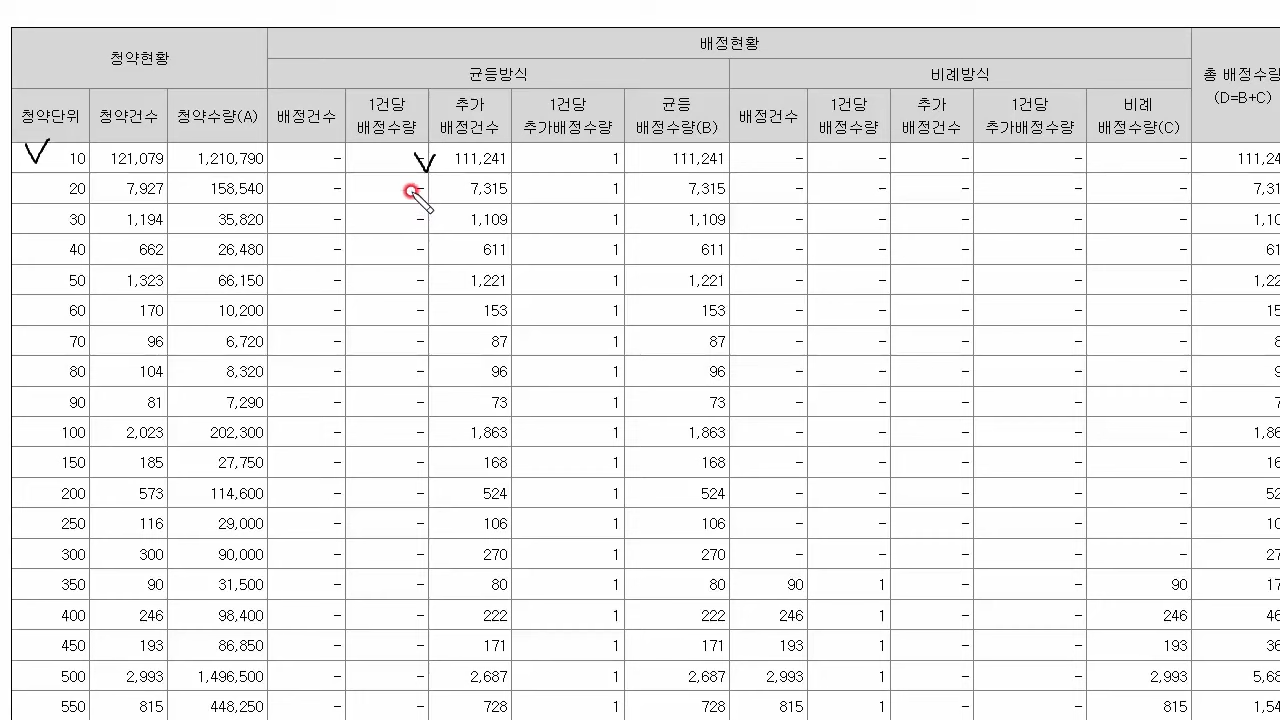 청약현황 배정현황 총 배정수량
(D=B+C)
균등방식 비례방식
청약단위 청약건수 청약수량(A) 배정건수 1건당 배정수량 추가 배정건수 1건당 추가배정수량 균등 배정수량(B) 배정건수 1건당 배정수량 추가 배정건수 1건당 추가배정수량 비례 배정수량(C)
10 121,079 1,210,790 - - 111,241 1 111,241 - - - - - 111,24
20 7,927 158,540 - - 7,315 1 7,315 - - - - - 7,31
30 1,194 35,820 - - 1,109 1 1,109 - - - - - 1,10
40 662 26,480 - - 611 1 611 - - - - - 61
50 1,323 66,150 - - 1,221 1 1,221 - - - - - 1,22
60 170 10,200 - - 153 1 153 - - - - - 15
70 96 6,720 - - 87 1 87 - - - - - 8
80 104 8,320 - - 96 1 96 - - - - - 9
90 81 7,290 - - 73 1 73 - - - - - 7
100 2,023 202,300 - - 1,863 1 1,863 - - - - - 1,86
150 185 27,750 - - 168 1 168 - - - - - 16
200 573 114,600 - - 524 1 524 - - - - - 52
250 116 29,000 - - 106 1 106 - - - - - 10
300 300 90,000 - - 270 1 270 - - - - - 27
350 90 31,500 - - 80 1 80 90 1 - - 90 17
400 246 98,400 - - 222 1 222 246 1 - - 246 46
450 193 86,850 - - 171 1 171 193 1 - - 193 36
500 2,993 1,496,500 - - 2,687 1 2,687 2,993 1 - - 2,993 5,68
550 815 448,250 - - 728 1 728 815 1 - - 815 1,54